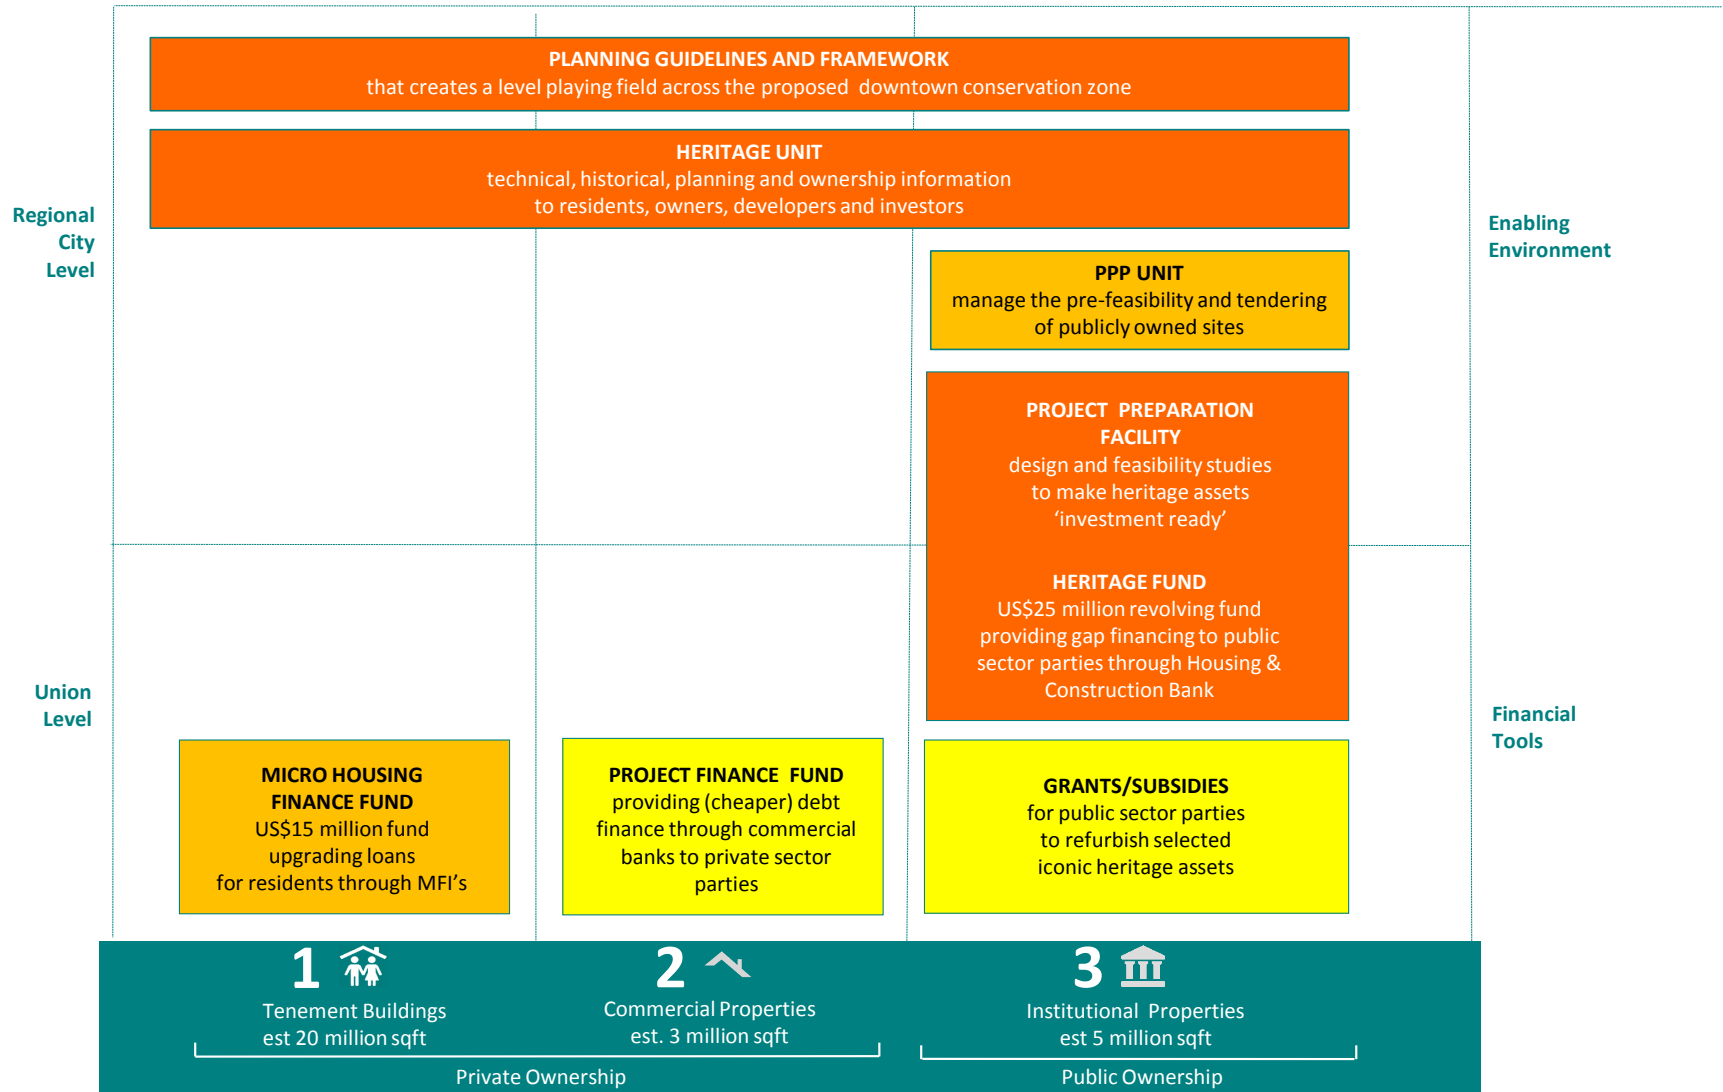 PLANNING GUIDELINES AND FRAMEWORK
that creates a level playing field across the proposed downtown conservation zone
HERITAGE UNIT
technical, historical, planning and ownership information
to residents, owners, developers and investors
Regional
City
Level
Enabling
Environment
PPP UNIT
manage the pre-feasibility and tendering
of publicly owned sites
PROJECT PREPARATION
FACILITY
design and feasibility studies
to make heritage assets
‘investment ready’
HERITAGE FUND
US$25 million revolving fund
providing gap financing to public
sector parties through Housing &
Construction Bank
Union
Level
Financial
Tools
MICRO HOUSING
FINANCE FUND
US$15 million fund
upgrading loans
for residents through MFI's
PROJECT FINANCE FUND
providing (cheaper) debt
finance through commercial
banks to private sector
parties
GRANTS/SUBSIDIES
for public sector parties
to refurbish selected
iconic heritage assets
1
Tenement Buildings
est 20 million sqft
2
Commercial Properties
est. 3 million sqft
3
Institutional Properties
est 5 million sqft
Private Ownership
Public Ownership